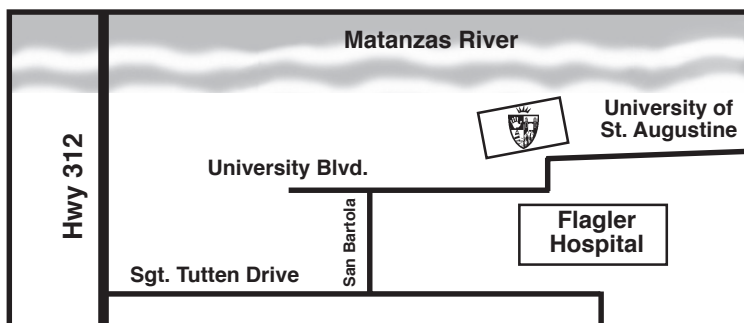 Matanzas River
University of
St. Augustine
Hwy 312
University Blvd.
San Bartola
Flagler
Hospital
Sgt. Tutten Drive